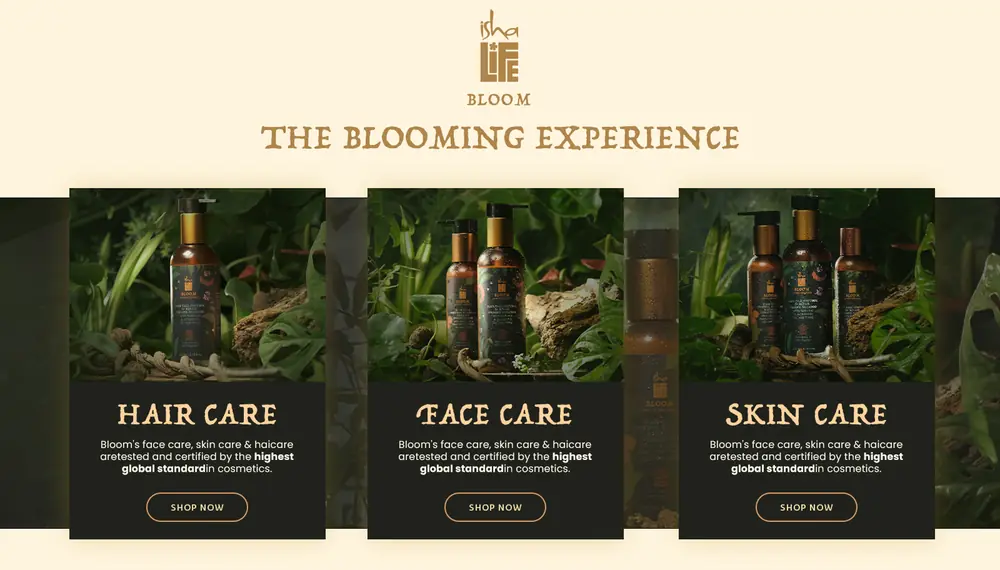 isha
LiFE
BLOOM
THE BLOOMING EXPERIENCE
HAIR CARE
Bloom's face care, skin care & haicare
aretested and certified by the highest
global standardin cosmetics.
SHOP NOW
FACE CARE
Bloom's face care, skin care & haicare
aretested and certified by the highest
global standardin cosmetics.
SHOP NOW
SKIN CARE
Bloom's face care, skin care & haicare
aretested and certified by the highest
global standardin cosmetics.
SHOP NOW